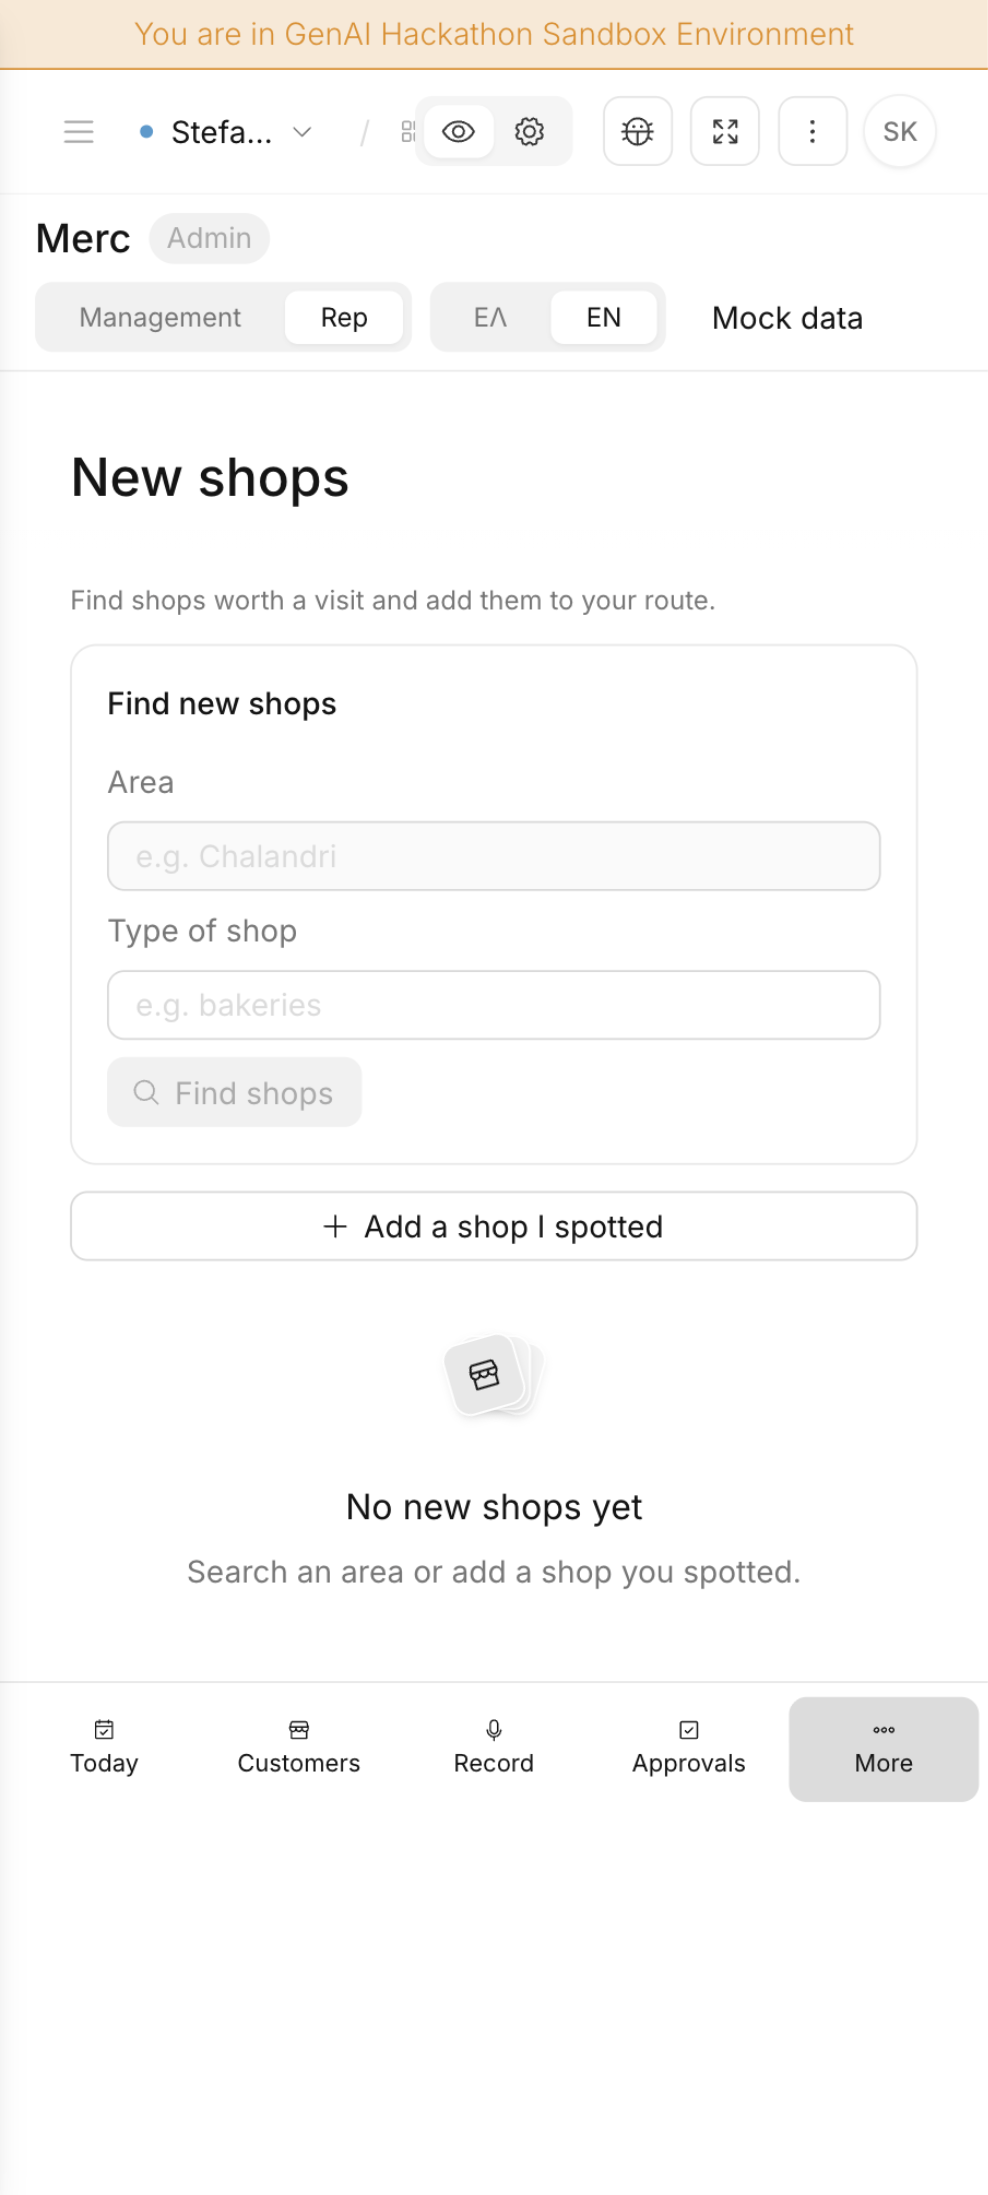 You are in GenAI Hackathon Sandbox Environment
Stefa... / SK
Merc Admin
Management Rep ΕΛ EN Mock data
New shops
Find shops worth a visit and add them to your route.
Find new shops
Area
e.g. Chalandri
Type of shop
e.g. bakeries
Find shops
+ Add a shop I spotted
No new shops yet
Search an area or add a shop you spotted.
Today Customers Record Approvals More